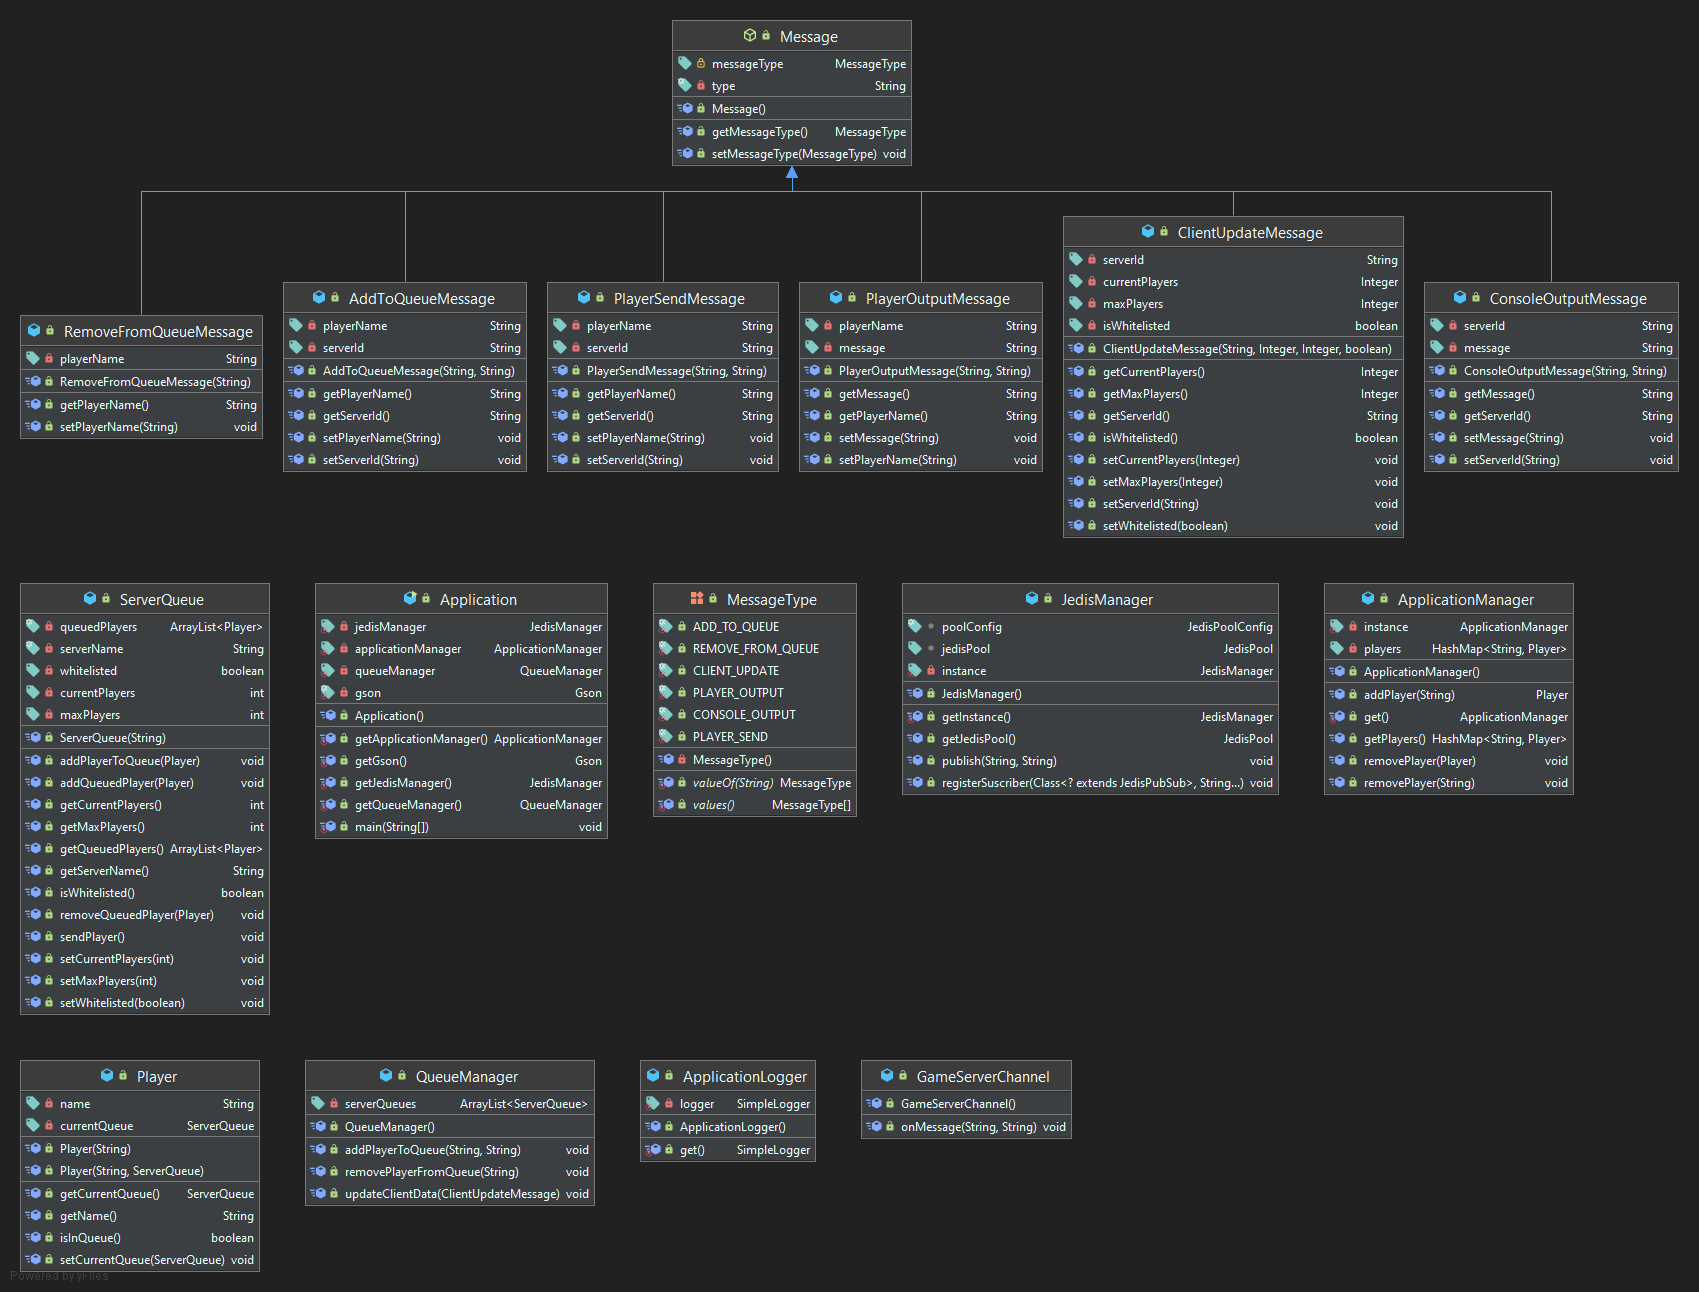 Message
messageType MessageType
type String
Message()
getMessageType() MessageType
setMessageType(MessageType) void
RemoveFromQueueMessage
playerName String
RemoveFromQueueMessage(String)
getPlayerName() String
setPlayerName(String) void
AddToQueueMessage
playerName String
serverId String
AddToQueueMessage(String, String)
getPlayerName() String
getServerId() String
setPlayerName(String) void
setServerId(String) void
PlayerSendMessage
playerName String
serverId String
PlayerSendMessage(String, String)
getPlayerName() String
getServerId() String
setPlayerName(String) void
setServerId(String) void
PlayerOutputMessage
playerName String
message String
PlayerOutputMessage(String, String)
getMessage() String
getPlayerName() String
setMessage(String) void
setPlayerName(String) void
ClientUpdateMessage
serverId String
currentPlayers Integer
maxPlayers Integer
isWhitelisted boolean
ClientUpdateMessage(String, Integer, Integer, boolean)
getCurrentPlayers() Integer
getMaxPlayers() Integer
getServerId() String
isWhitelisted() boolean
setCurrentPlayers(Integer) void
setMaxPlayers(Integer) void
setServerId(String) void
setWhitelisted(boolean) void
ConsoleOutputMessage
serverId String
message String
ConsoleOutputMessage(String, String)
getMessage() String
getServerId() String
setMessage(String) void
setServerId(String) void
ServerQueue
queuedPlayers ArrayList<Player>
serverName String
whitelisted boolean
currentPlayers int
maxPlayers int
ServerQueue(String)
addPlayerToQueue(Player) void
addQueuedPlayer(Player) void
getCurrentPlayers() int
getMaxPlayers() int
getQueuedPlayers() ArrayList<Player>
getServerName() String
isWhitelisted() boolean
removeQueuedPlayer(Player) void
sendPlayer() void
setCurrentPlayers(int) void
setMaxPlayers(int) void
setWhitelisted(boolean) void
Application
jedisManager JedisManager
applicationManager ApplicationManager
queueManager QueueManager
gson Gson
Application()
getApplicationManager() ApplicationManager
getGson() Gson
getJedisManager() JedisManager
getQueueManager() QueueManager
main(String[]) void
MessageType
ADD_TO_QUEUE
REMOVE_FROM_QUEUE
CLIENT_UPDATE
PLAYER_OUTPUT
CONSOLE_OUTPUT
PLAYER_SEND
MessageType()
valueOf(String) MessageType
values() MessageType[]
JedisManager
poolConfig JedisPoolConfig
jedisPool JedisPool
instance JedisManager
JedisManager()
getInstance() JedisManager
getJedisPool() JedisPool
publish(String, String) void
registerSuscriber(Class<? extends JedisPubSub>, String...) void
ApplicationManager
instance ApplicationManager
players HashMap<String, Player>
ApplicationManager()
addPlayer(String) Player
get() ApplicationManager
getPlayers() HashMap<String, Player>
removePlayer(Player) void
removePlayer(String) void
Player
name String
currentQueue ServerQueue
Player(String)
Player(String, ServerQueue)
getCurrentQueue() ServerQueue
getName() String
isInQueue() boolean
setCurrentQueue(ServerQueue) void
QueueManager
serverQueues ArrayList<ServerQueue>
QueueManager()
addPlayerToQueue(String, String) void
removePlayerFromQueue(String) void
updateClientData(ClientUpdateMessage) void
ApplicationLogger
logger SimpleLogger
ApplicationLogger()
get() SimpleLogger
GameServerChannel
GameServerChannel()
onMessage(String, String) void
Powered by yFiles